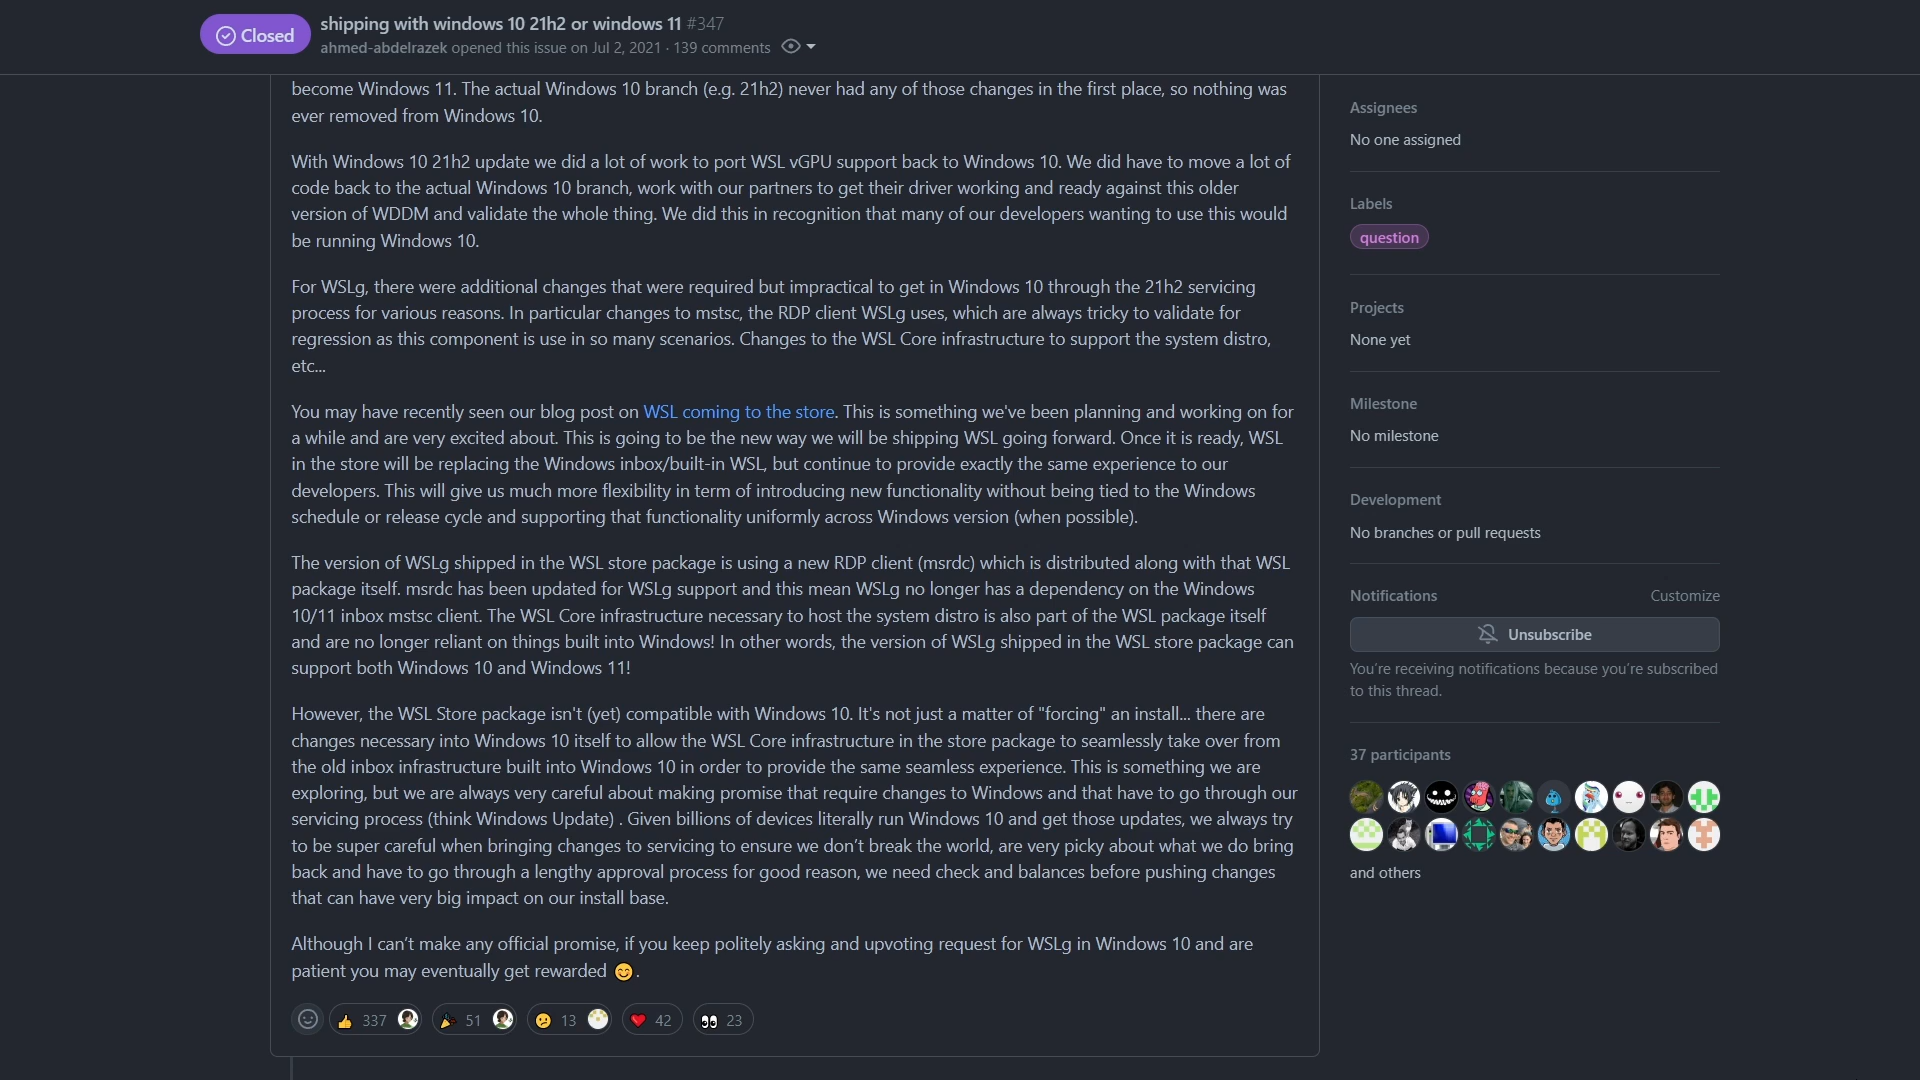 Closed
shipping with windows 10 21h2 or windows 11 #347
ahmed-abdelrazek opened this issue on Jul 2, 2021 · 139 comments
become Windows 11. The actual Windows 10 branch (e.g. 21h2) never had any of those changes in the first place, so nothing was
ever removed from Windows 10.
With Windows 10 21h2 update we did a lot of work to port WSL vGPU support back to Windows 10. We did have to move a lot of
code back to the actual Windows 10 branch, work with our partners to get their driver working and ready against this older
version of WDDM and validate the whole thing. We did this in recognition that many of our developers wanting to use this would
be running Windows 10.
For WSLg, there were additional changes that were required but impractical to get in Windows 10 through the 21h2 servicing
process for various reasons. In particular changes to mstsc, the RDP client WSLg uses, which are always tricky to validate for
regression as this component is use in so many scenarios. Changes to the WSL Core infrastructure to support the system distro,
etc...
You may have recently seen our blog post on WSL coming to the store. This is something we've been planning and working on for
a while and are very excited about. This is going to be the new way we will be shipping WSL going forward. Once it is ready, WSL
in the store will be replacing the Windows inbox/built-in WSL, but continue to provide exactly the same experience to our
developers. This will give us much more flexibility in term of introducing new functionality without being tied to the Windows
schedule or release cycle and supporting that functionality uniformly across Windows version (when possible).
The version of WSLg shipped in the WSL store package is using a new RDP client (msrdc) which is distributed along with that WSL
package itself. msrdc has been updated for WSLg support and this mean WSLg no longer has a dependency on the Windows
10/11 inbox mstsc client. The WSL Core infrastructure necessary to host the system distro is also part of the WSL package itself
and are no longer reliant on things built into Windows! In other words, the version of WSLg shipped in the WSL store package can
support both Windows 10 and Windows 11!
However, the WSL Store package isn't (yet) compatible with Windows 10. It's not just a matter of "forcing" an install... there are
changes necessary into Windows 10 itself to allow the WSL Core infrastructure in the store package to seamlessly take over from
the old inbox infrastructure built into Windows 10 in order to provide the same seamless experience. This is something we are
exploring, but we are always very careful about making promise that require changes to Windows and that have to go through our
servicing process (think Windows Update) . Given billions of devices literally run Windows 10 and get those updates, we always try
to be super careful when bringing changes to servicing to ensure we don’t break the world, are very picky about what we do bring
back and have to go through a lengthy approval process for good reason, we need check and balances before pushing changes
that can have very big impact on our install base.
Although I can’t make any official promise, if you keep politely asking and upvoting request for WSLg in Windows 10 and are
patient you may eventually get rewarded 😊.
337 51 13 42 23
Assignees
No one assigned
Labels
question
Projects
None yet
Milestone
No milestone
Development
No branches or pull requests
Notifications Customize
Unsubscribe
You’re receiving notifications because you’re subscribed
to this thread.
37 participants
and others